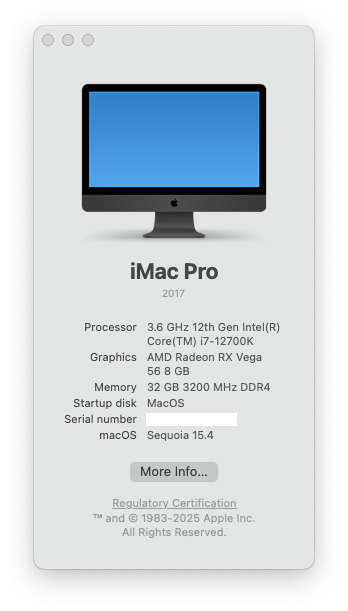 iMac Pro
2017
Processor 3.6 GHz 12th Gen Intel(R)
Core(TM) i7-12700K
Graphics AMD Radeon RX Vega
56 8 GB
Memory 32 GB 3200 MHz DDR4
Startup disk MacOS
Serial number
macOS Sequoia 15.4
More Info...
Regulatory Certification
™ and © 1983-2025 Apple Inc.
All Rights Reserved.